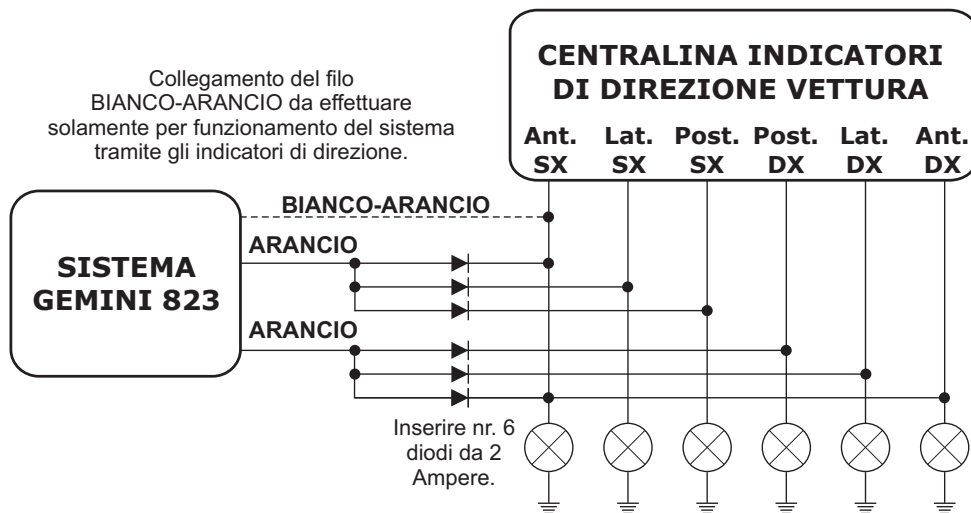 CENTRALINA INDICATORI
DI DIREZIONE VETTURA
Ant. Lat. Post. Post. Lat. Ant.
SX SX SX DX DX DX
Collegamento del filo
BIANCO-ARANCIO da effettuare
solamente per funzionamento del sistema
tramite gli indicatori di direzione.
BIANCO-ARANCIO
ARANCIO
SISTEMA
GEMINI 823
ARANCIO
Inserire nr. 6
diodi da 2
Ampere.